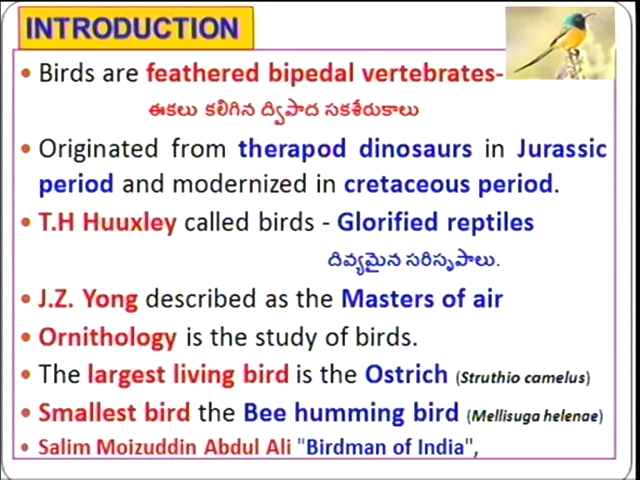 INTRODUCTION
• Birds are feathered bipedal vertebrates-
ఈకలు కలిగిన ద్విపాద సకశేరుకాలు
• Originated from therapod dinosaurs in Jurassic
period and modernized in cretaceous period.
• T.H Huuxley called birds - Glorified reptiles
దివ్యమైన సరిసృపాలు.
• J.Z. Yong described as the Masters of air
• Ornithology is the study of birds.
• The largest living bird is the Ostrich (Struthio camelus)
• Smallest bird the Bee humming bird (Mellisuga helenae)
• Salim Moizuddin Abdul Ali "Birdman of India",